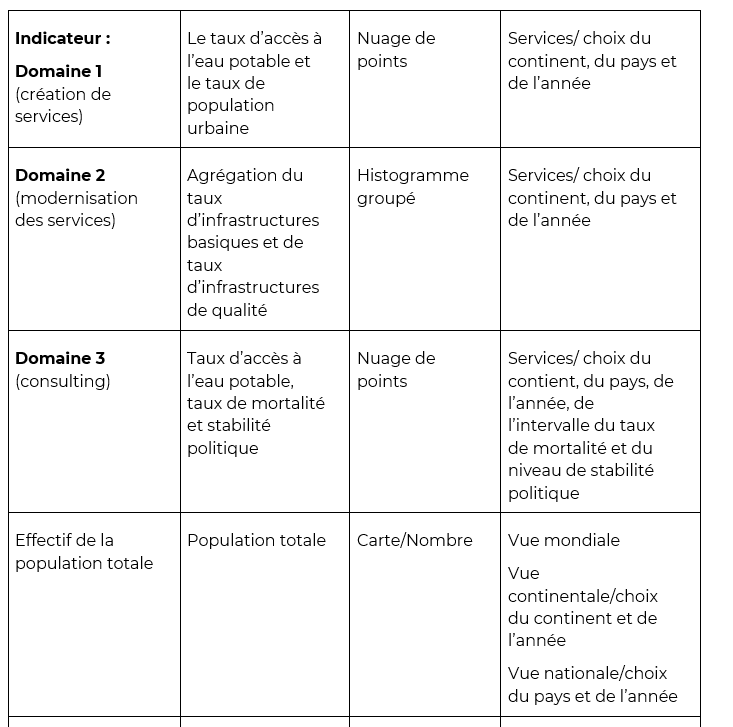 Indicateur :
Domaine 1
(création de
services)
Le taux d’accès à
l’eau potable et
le taux de
population
urbaine
Nuage de
points
Services/ choix du
continent, du pays et
de l’année
Domaine 2
(modernisation
des services)
Agrégation du
taux
d’infrastructures
basiques et de
taux
d’infrastructures
de qualité
Histogramme
groupé
Services/ choix du
continent, du pays et
de l’année
Domaine 3
(consulting)
Taux d’accès à
l’eau potable,
taux de mortalité
et stabilité
politique
Nuage de
points
Services/ choix du
contient, du pays, de
l’année, de
l’intervalle du taux
de mortalité et du
niveau de stabilité
politique
Effectif de la
population totale
Population totale
Carte/Nombre
Vue mondiale
Vue
continentale/choix
du continent et de
l’année
Vue nationale/choix
du pays et de l’année